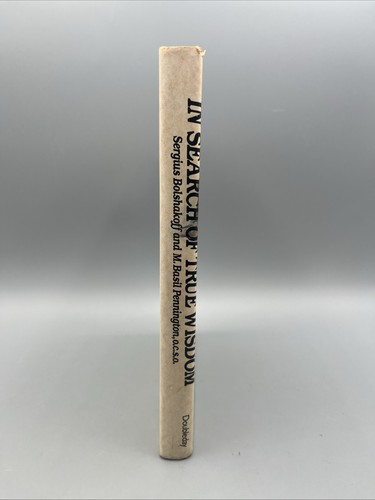 IN SEARCH OF TRUE WISDOM
Sergius Bolshakoff and M. Basil Pennington, o.c.s.o.
Doubleday